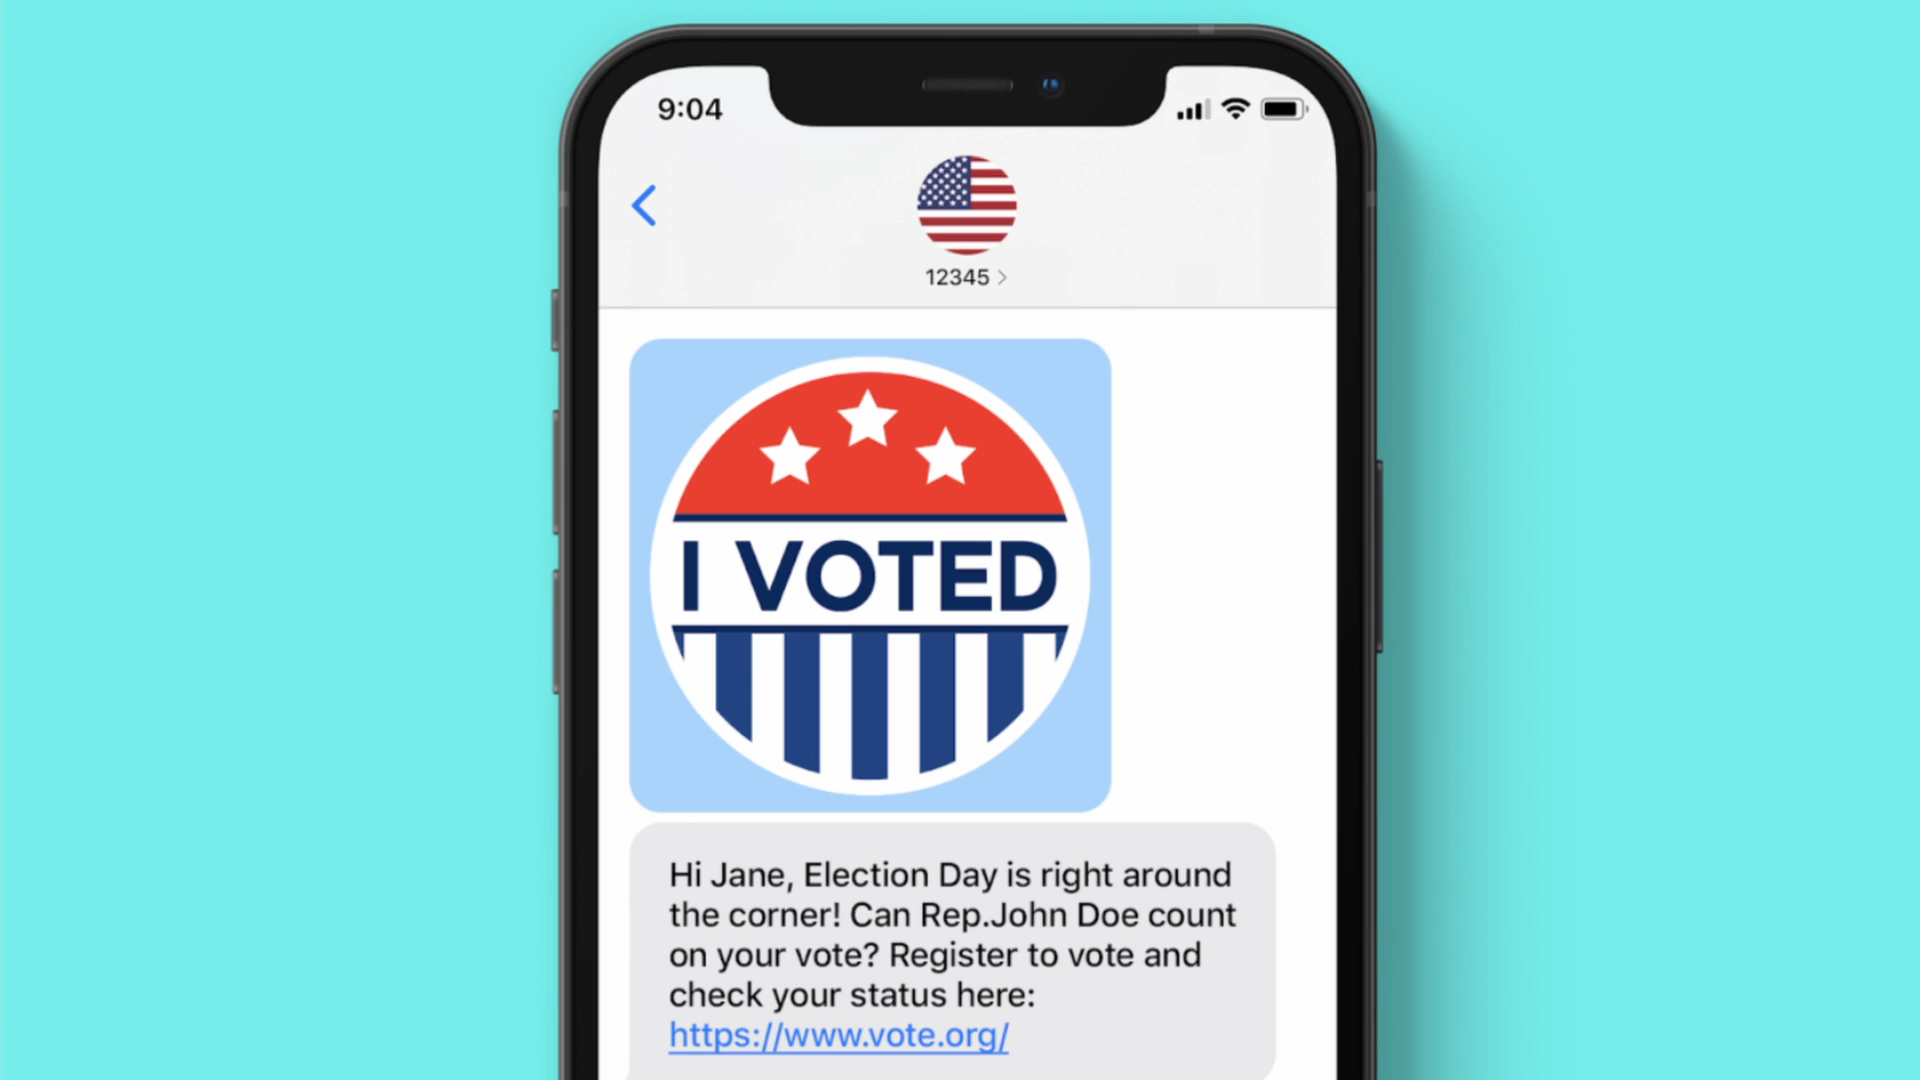 9:04
12345
I VOTED
Hi Jane, Election Day is right around
the corner! Can Rep.John Doe count
on your vote? Register to vote and
check your status here:
https://www.vote.org/